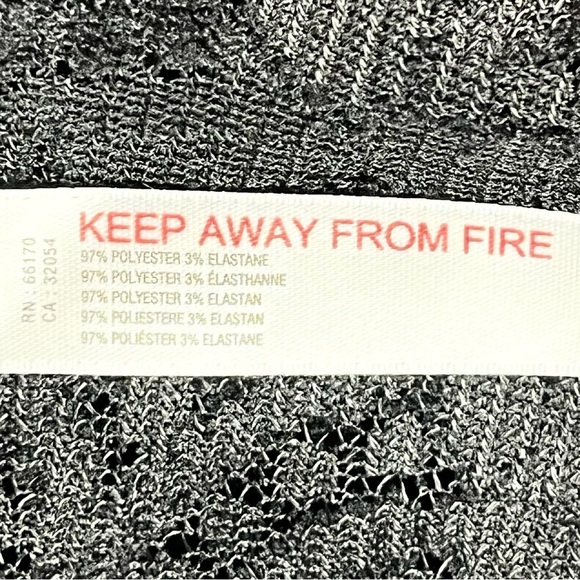 KEEP AWAY FROM FIRE
97% POLYESTER 3% ELASTANE
97% POLYESTER 3% ÉLASTHANNE
97% POLYESTER 3% ELASTAN
97% POLIESTERE 3% ELASTAN
97% POLIÉSTER 3% ELASTANE
RN : 66170
CA : 32054